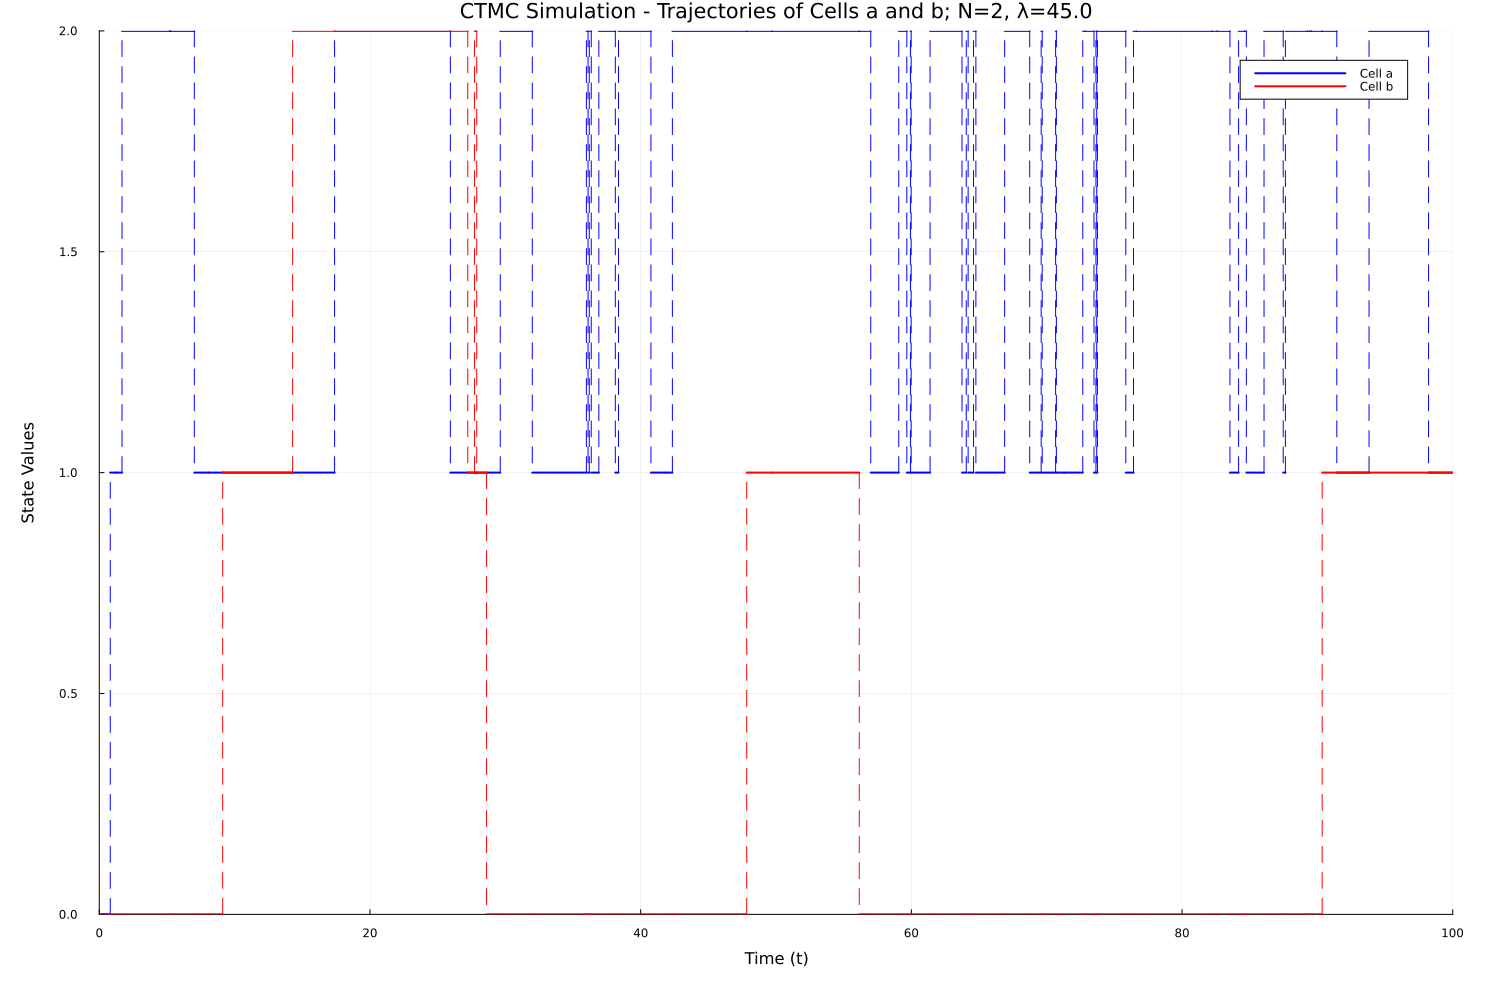 CTMC Simulation - Trajectories of Cells a and b; N=2, λ=45.0
2.0
Cell a
Cell b
1.5
1.0
State Values
0.5
0.0
0 20 40 60 80 100
Time (t)